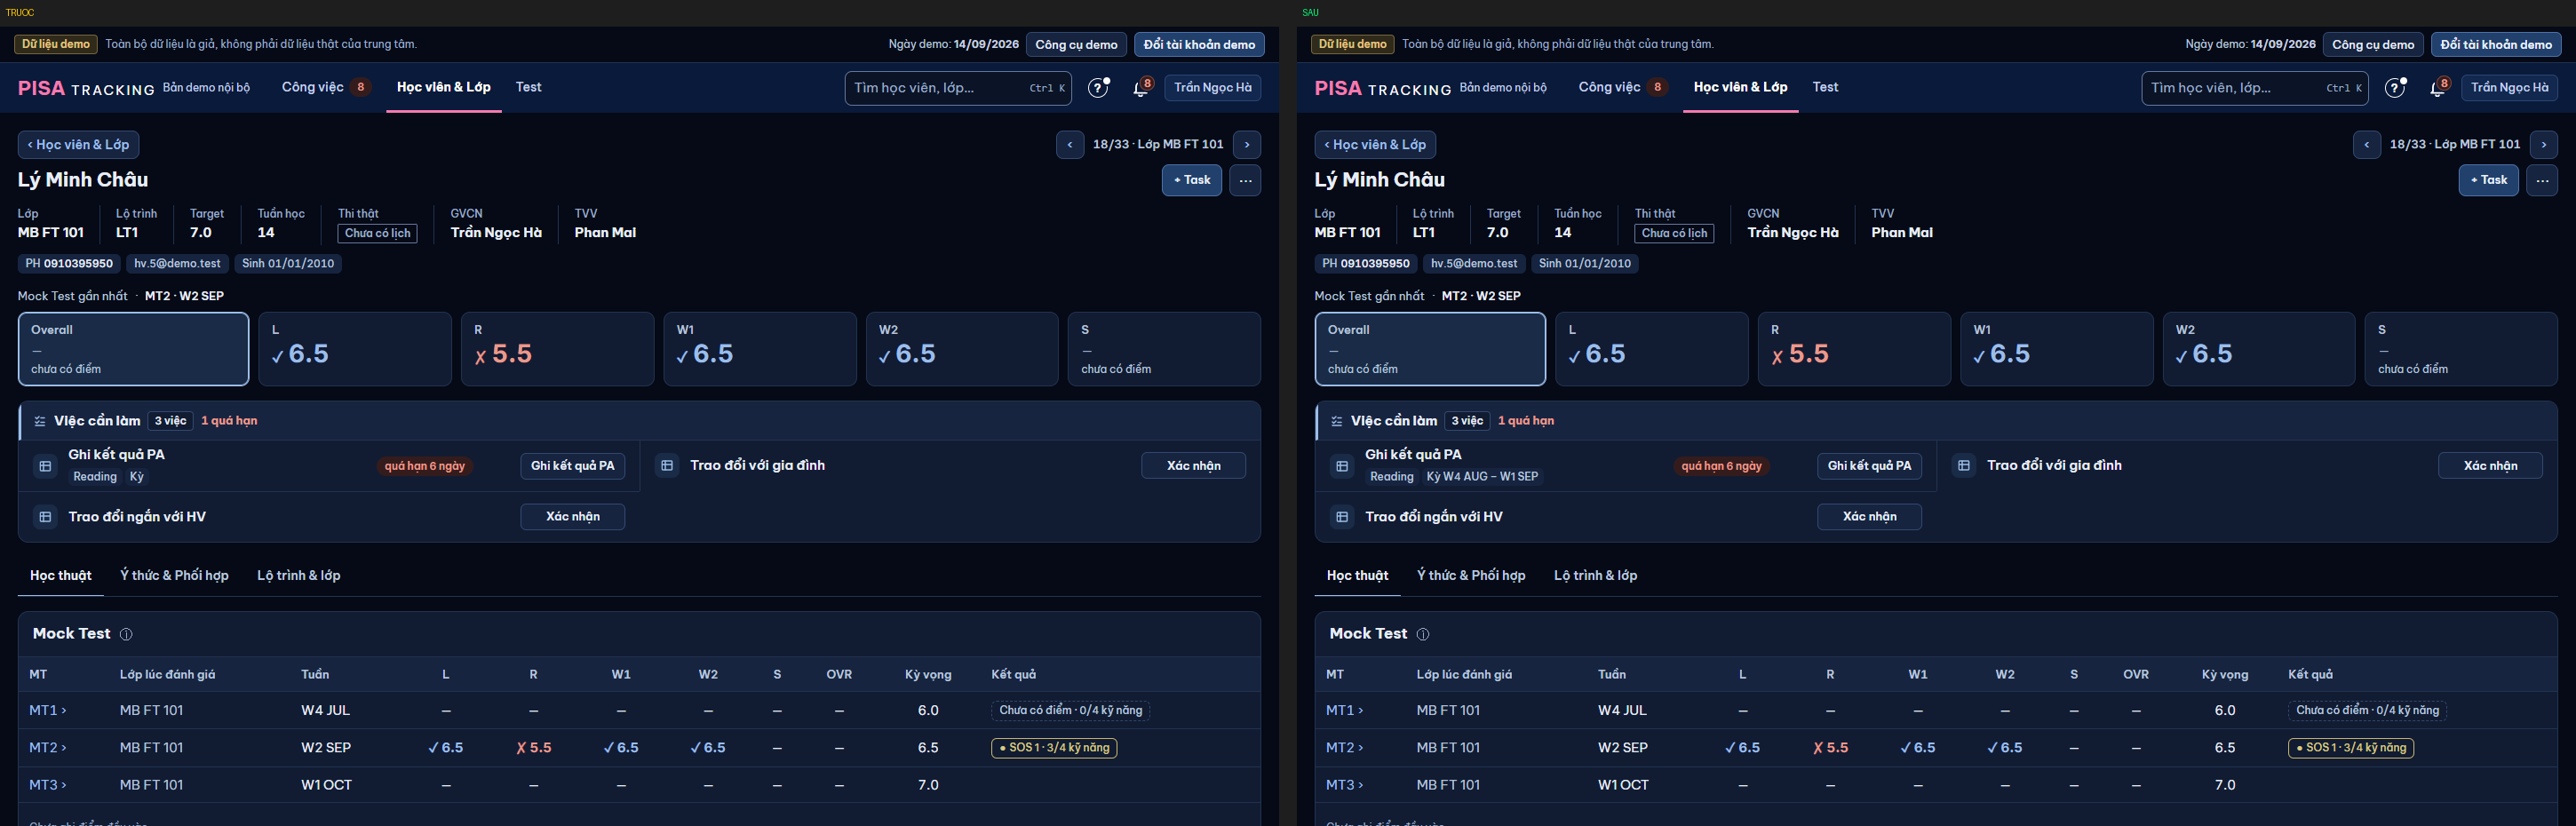 TRUOC
Dữ liệu demo Toàn bộ dữ liệu là giả, không phải dữ liệu thật của trung tâm. Ngày demo: 14/09/2026 Công cụ demo Đổi tài khoản demo
PISA TRACKING Bản demo nội bộ Công việc 8 Học viên & Lớp Test Tìm học viên, lớp... Ctrl K ? 8 Trần Ngọc Hà
‹ Học viên & Lớp ‹ 18/33 · Lớp MB FT 101 ›
Lý Minh Châu + Task ...
Lớp Lộ trình Target Tuần học Thi thật GVCN TVV
MB FT 101 LT1 7.0 14 Chưa có lịch Trần Ngọc Hà Phan Mai
PH 0910395950 hv.5@demo.test Sinh 01/01/2010
Mock Test gần nhất · MT2 · W2 SEP
Overall L R W1 W2 S
— ✓ 6.5 ✗ 5.5 ✓ 6.5 ✓ 6.5 —
chưa có điểm chưa có điểm
Việc cần làm 3 việc 1 quá hạn
Ghi kết quả PA quá hạn 6 ngày Ghi kết quả PA Trao đổi với gia đình Xác nhận
Reading Kỳ
Trao đổi ngắn với HV Xác nhận
Học thuật Ý thức & Phối hợp Lộ trình & lớp
Mock Test
MT Lớp lúc đánh giá Tuần L R W1 W2 S OVR Kỳ vọng Kết quả
MT1 › MB FT 101 W4 JUL — — — — — — 6.0 Chưa có điểm · 0/4 kỹ năng
MT2 › MB FT 101 W2 SEP ✓ 6.5 ✗ 5.5 ✓ 6.5 ✓ 6.5 — — 6.5 ● SOS 1 · 3/4 kỹ năng
MT3 › MB FT 101 W1 OCT — — — — — — 7.0
SAU
Dữ liệu demo Toàn bộ dữ liệu là giả, không phải dữ liệu thật của trung tâm. Ngày demo: 14/09/2026 Công cụ demo Đổi tài khoản demo
PISA TRACKING Bản demo nội bộ Công việc 8 Học viên & Lớp Test Tìm học viên, lớp... Ctrl K ? 8 Trần Ngọc Hà
‹ Học viên & Lớp ‹ 18/33 · Lớp MB FT 101 ›
Lý Minh Châu + Task ...
Lớp Lộ trình Target Tuần học Thi thật GVCN TVV
MB FT 101 LT1 7.0 14 Chưa có lịch Trần Ngọc Hà Phan Mai
PH 0910395950 hv.5@demo.test Sinh 01/01/2010
Mock Test gần nhất · MT2 · W2 SEP
Overall L R W1 W2 S
— ✓ 6.5 ✗ 5.5 ✓ 6.5 ✓ 6.5 —
chưa có điểm chưa có điểm
Việc cần làm 3 việc 1 quá hạn
Ghi kết quả PA quá hạn 6 ngày Ghi kết quả PA Trao đổi với gia đình Xác nhận
Reading Kỳ W4 AUG – W1 SEP
Trao đổi ngắn với HV Xác nhận
Học thuật Ý thức & Phối hợp Lộ trình & lớp
Mock Test
MT Lớp lúc đánh giá Tuần L R W1 W2 S OVR Kỳ vọng Kết quả
MT1 › MB FT 101 W4 JUL — — — — — — 6.0 Chưa có điểm · 0/4 kỹ năng
MT2 › MB FT 101 W2 SEP ✓ 6.5 ✗ 5.5 ✓ 6.5 ✓ 6.5 — — 6.5 ● SOS 1 · 3/4 kỹ năng
MT3 › MB FT 101 W1 OCT — — — — — — 7.0